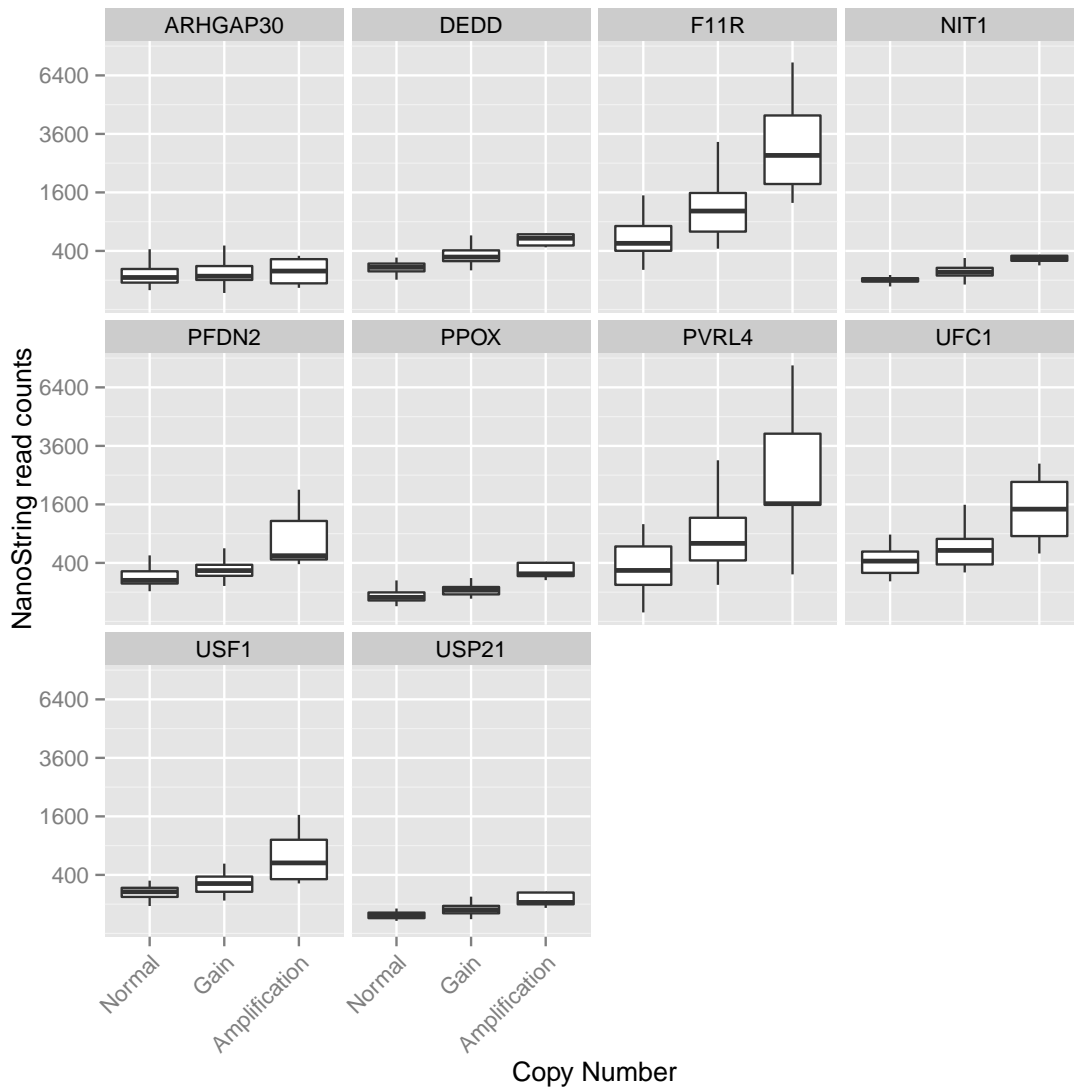 ARHGAP30 DEDD F11R NIT1
6400
3600
1600
400
PFDN2 PPOX PVRL4 UFC1
6400
3600
1600
400
USF1 USP21
6400
3600
1600
400
NanoString read counts
Normal Gain Amplification Normal Gain Amplification
Copy Number